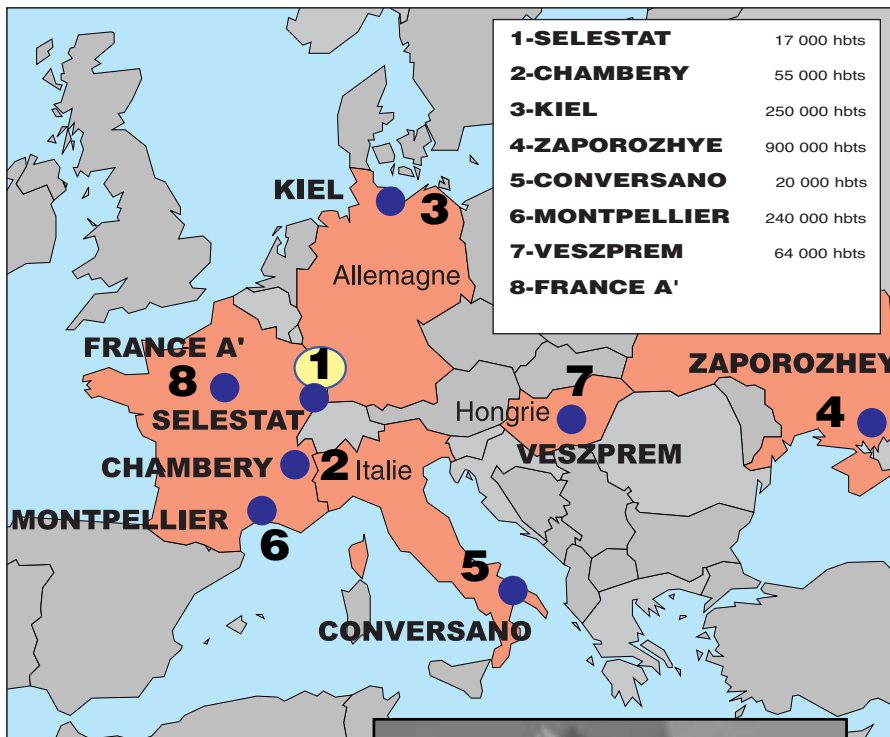 1-SELESTAT 17 000 hbts
2-CHAMBERY 55 000 hbts
3-KIEL 250 000 hbts
4-ZAPOROZHYE 900 000 hbts
5-CONVERSANO 20 000 hbts
6-MONTPELLIER 240 000 hbts
7-VESZPREM 64 000 hbts
8-FRANCE A'
KIEL
3
Allemagne
FRANCE A'
1
8
SELESTAT
ZAPOROZHEY
7
4
Hongrie
VESZPREM
CHAMBERY
2
Italie
MONTPELLIER
6
5
CONVERSANO